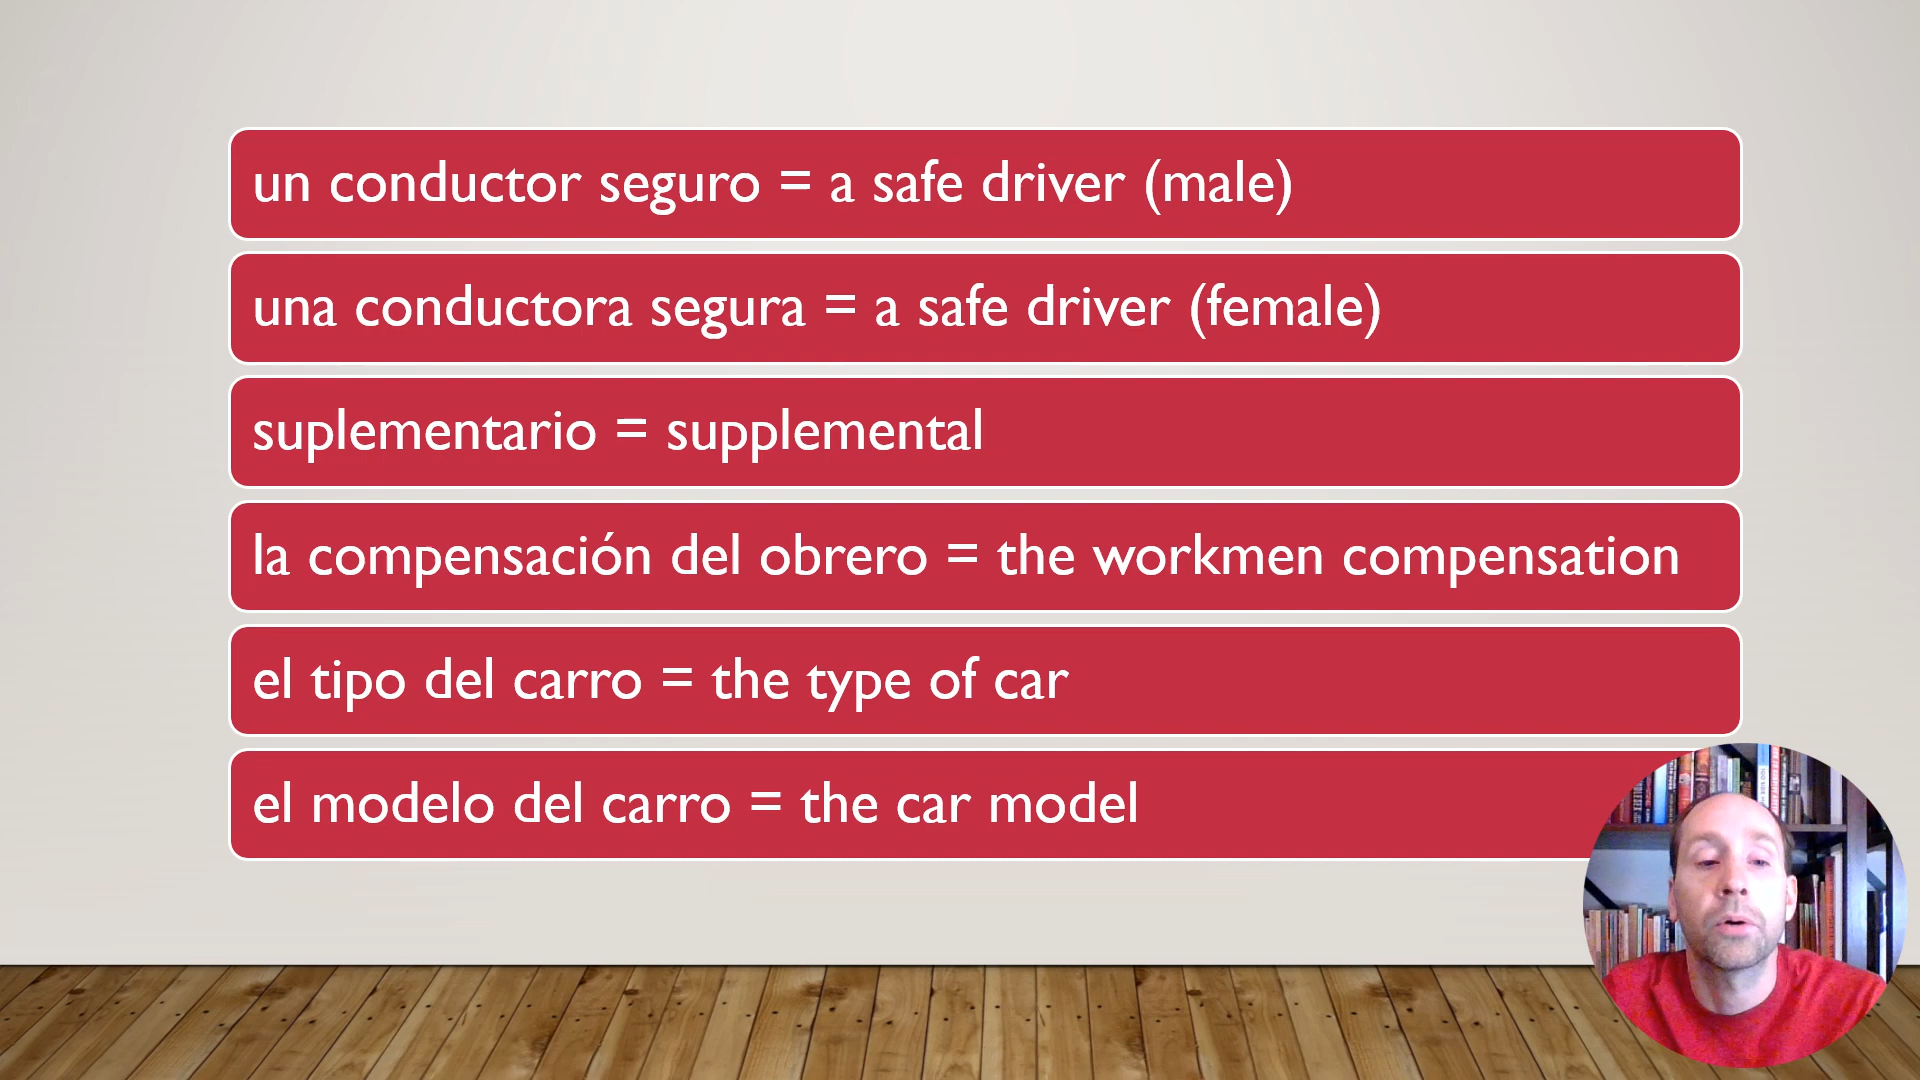 un conductor seguro = a safe driver (male)
una conductora segura = a safe driver (female)
suplementario = supplemental
la compensación del obrero = the workmen compensation
el tipo del carro = the type of car
el modelo del carro = the car model